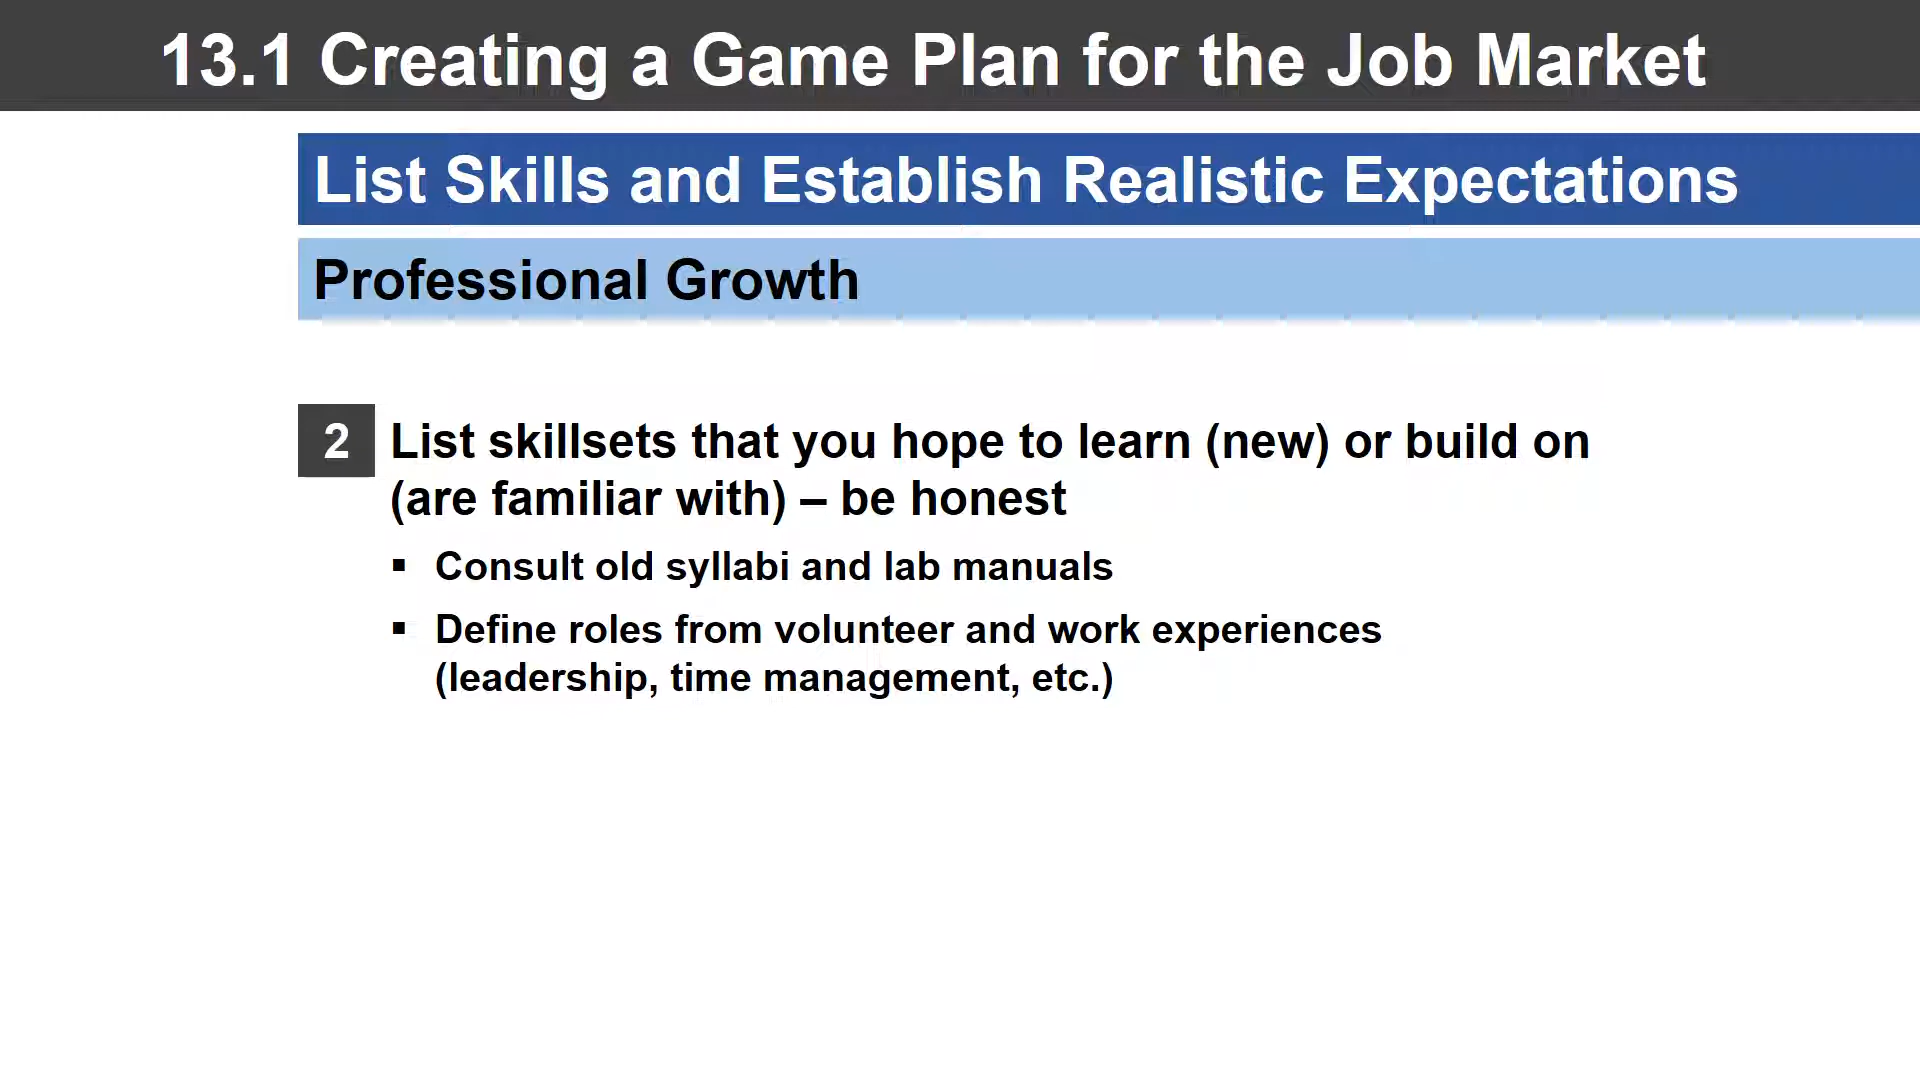 13.1 Creating a Game Plan for the Job Market
List Skills and Establish Realistic Expectations
Professional Growth
2 List skillsets that you hope to learn (new) or build on
(are familiar with) – be honest
▪ Consult old syllabi and lab manuals
▪ Define roles from volunteer and work experiences
(leadership, time management, etc.)